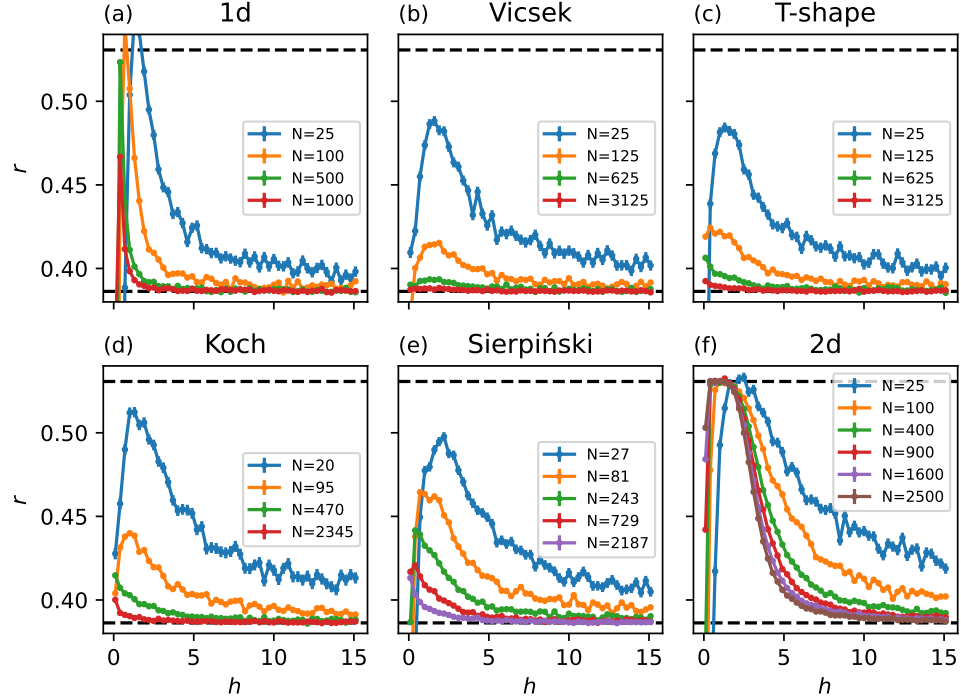 (a) 1d
(b) Vicsek
(c) T-shape
0.50
0.45
0.40
r
N=25
N=100
N=500
N=1000
N=25
N=125
N=625
N=3125
N=25
N=125
N=625
N=3125
(d) Koch
(e) Sierpiński
(f) 2d
0.50
0.45
0.40
r
N=20
N=95
N=470
N=2345
N=27
N=81
N=243
N=729
N=2187
N=25
N=100
N=400
N=900
N=1600
N=2500
0 5 10 15
0 5 10 15
0 5 10 15
h
h
h